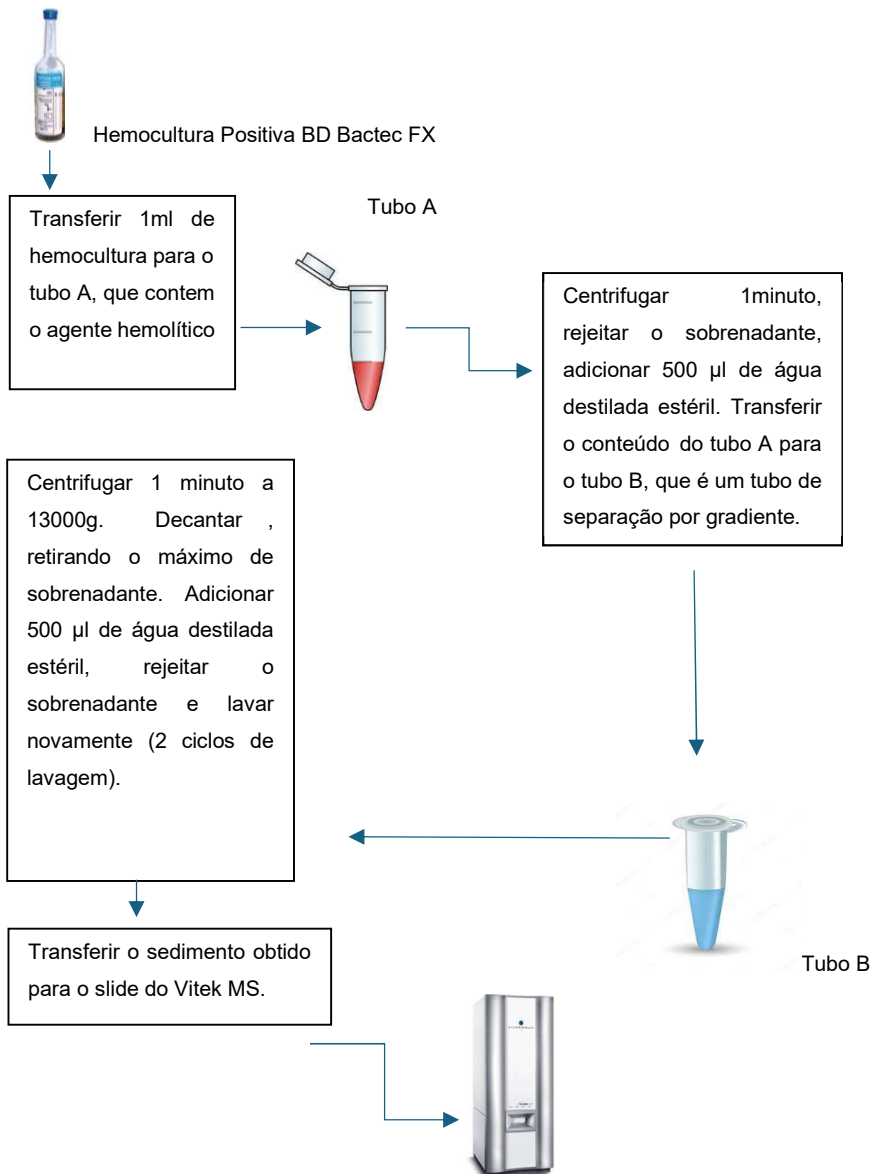 Hemocultura Positiva BD Bactec FX
Transferir 1ml de
hemocultura para o
tubo A, que contem
o agente hemolítico
Tubo A
Centrifugar 1minuto,
rejeitar o sobrenadante,
adicionar 500 µl de água
destilada estéril. Transferir
o conteúdo do tubo A para
o tubo B, que é um tubo de
separação por gradiente.
Tubo B
Centrifugar 1 minuto a
13000g. Decantar ,
retirando o máximo de
sobrenadante. Adicionar
500 µl de água destilada
estéril, rejeitar o
sobrenadante e lavar
novamente (2 ciclos de
lavagem).
Transferir o sedimento obtido
para o slide do Vitek MS.